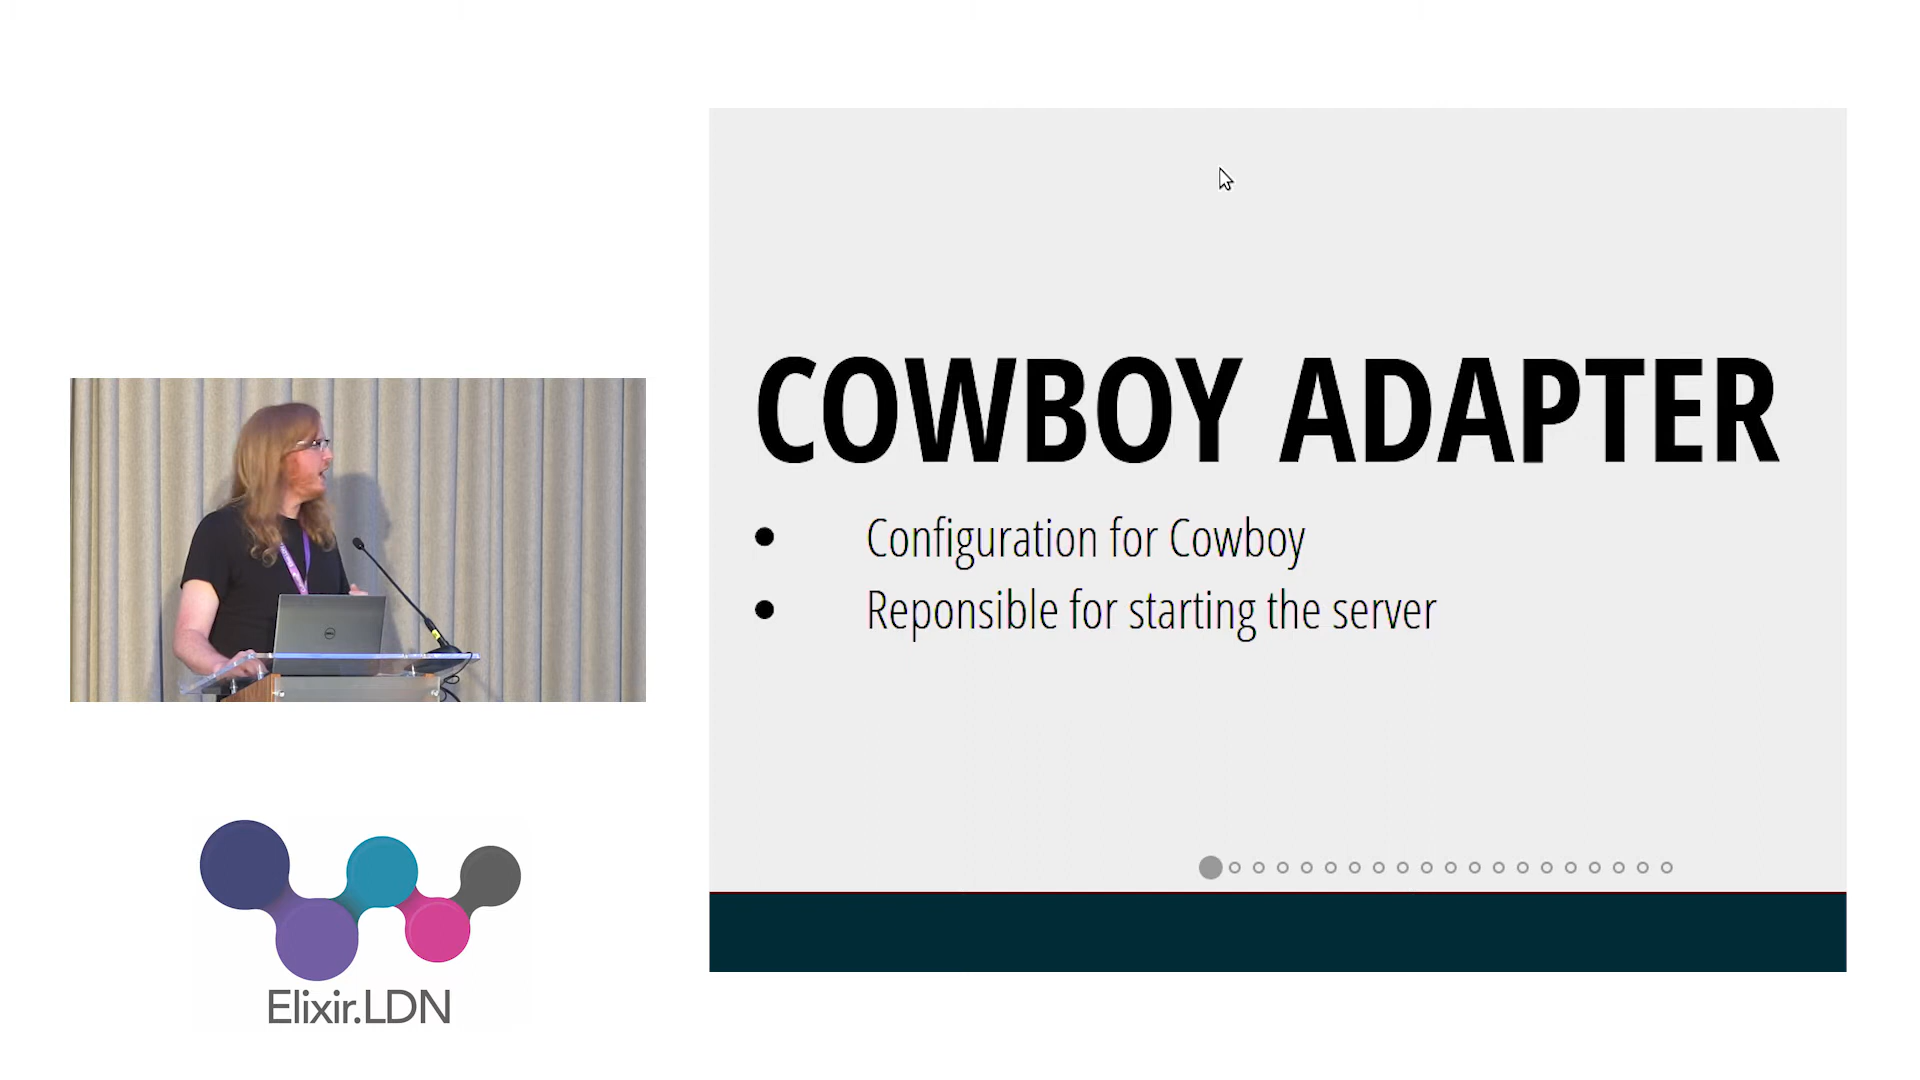 COWBOY ADAPTER
• Configuration for Cowboy
• Reponsible for starting the server
Elixir.LDN